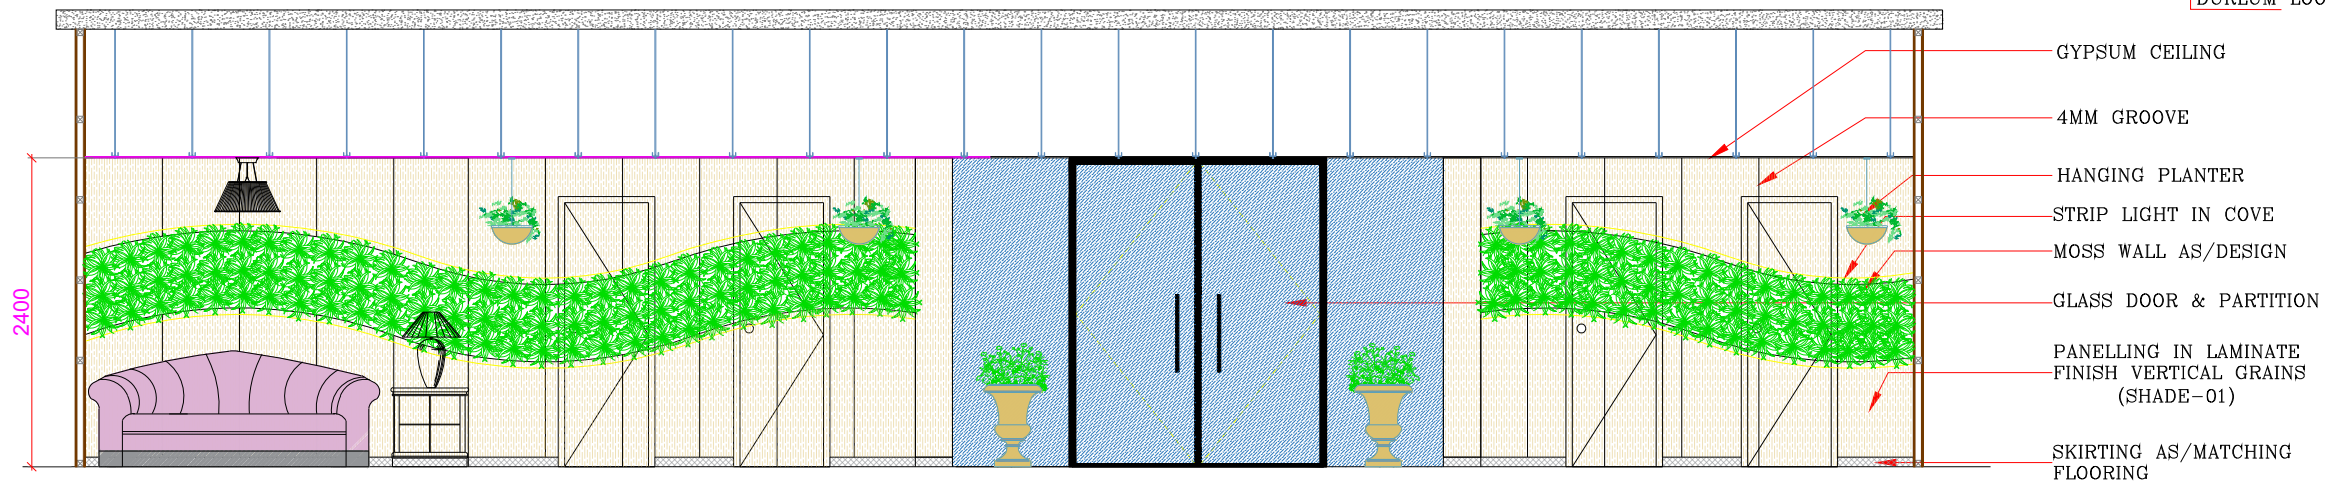 GYPSUM CEILING
4MM GROOVE
HANGING PLANTER
STRIP LIGHT IN COVE
MOSS WALL AS/DESIGN
GLASS DOOR & PARTITION
PANELLING IN LAMINATE
FINISH VERTICAL GRAINS
(SHADE-01)
SKIRTING AS/MATCHING
FLOORING
2400